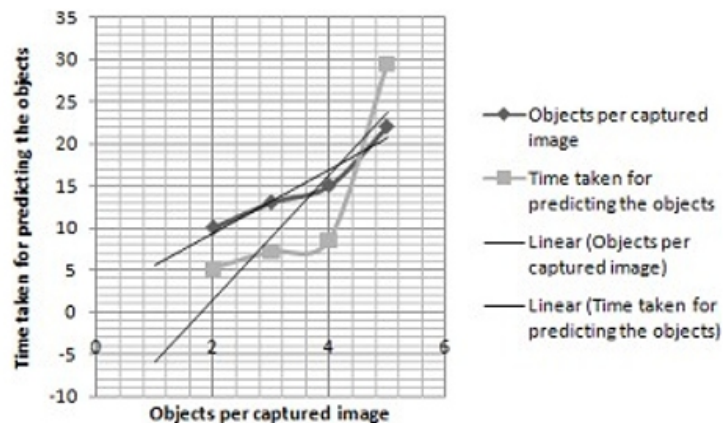 35
30
25
20
15
10
5
0
-5
-10
0
2
4
6
Time taken for predicting the objects
Objects per captured image
Objects per captured
image
Time taken for
predicting the objects
Linear (Objects per
captured image)
Linear (Time taken for
predicting the objects)